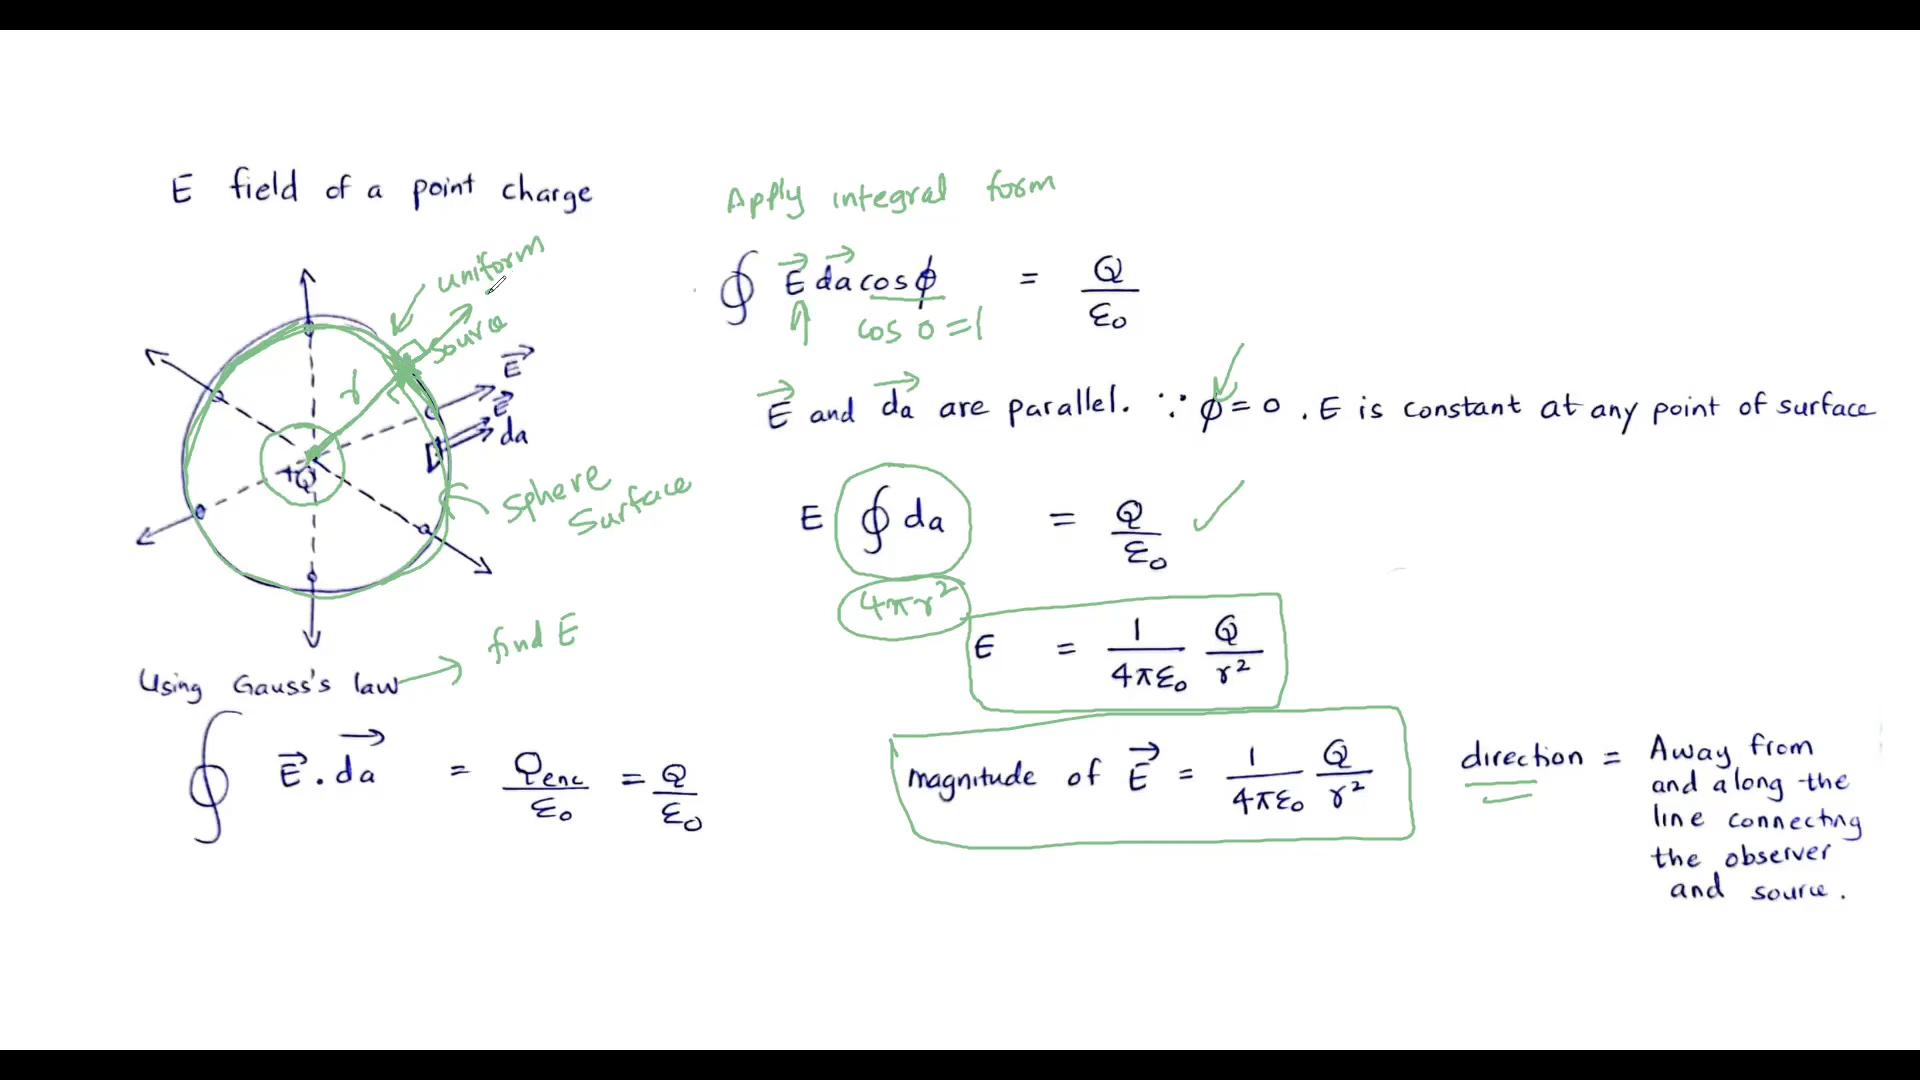 E field of a point charge
uniform
source
r
E⃗
E⃗
da
+Q
sphere
surface
find E
Using Gauss's law
∮ E⃗ . da⃗ = Qenc/ε₀ = Q/ε₀
Apply integral form
∮ E⃗ da⃗ cos ϕ = Q/ε₀
cos 0 = 1
E⃗ and da⃗ are parallel. ∵ ϕ = 0 . E is constant at any point of surface
E ∮ da = Q/ε₀
4πr²
E = 1/4πε₀ Q/r²
magnitude of E⃗ = 1/4πε₀ Q/r²
direction = Away from
and along the
line connecting
the observer
and source.